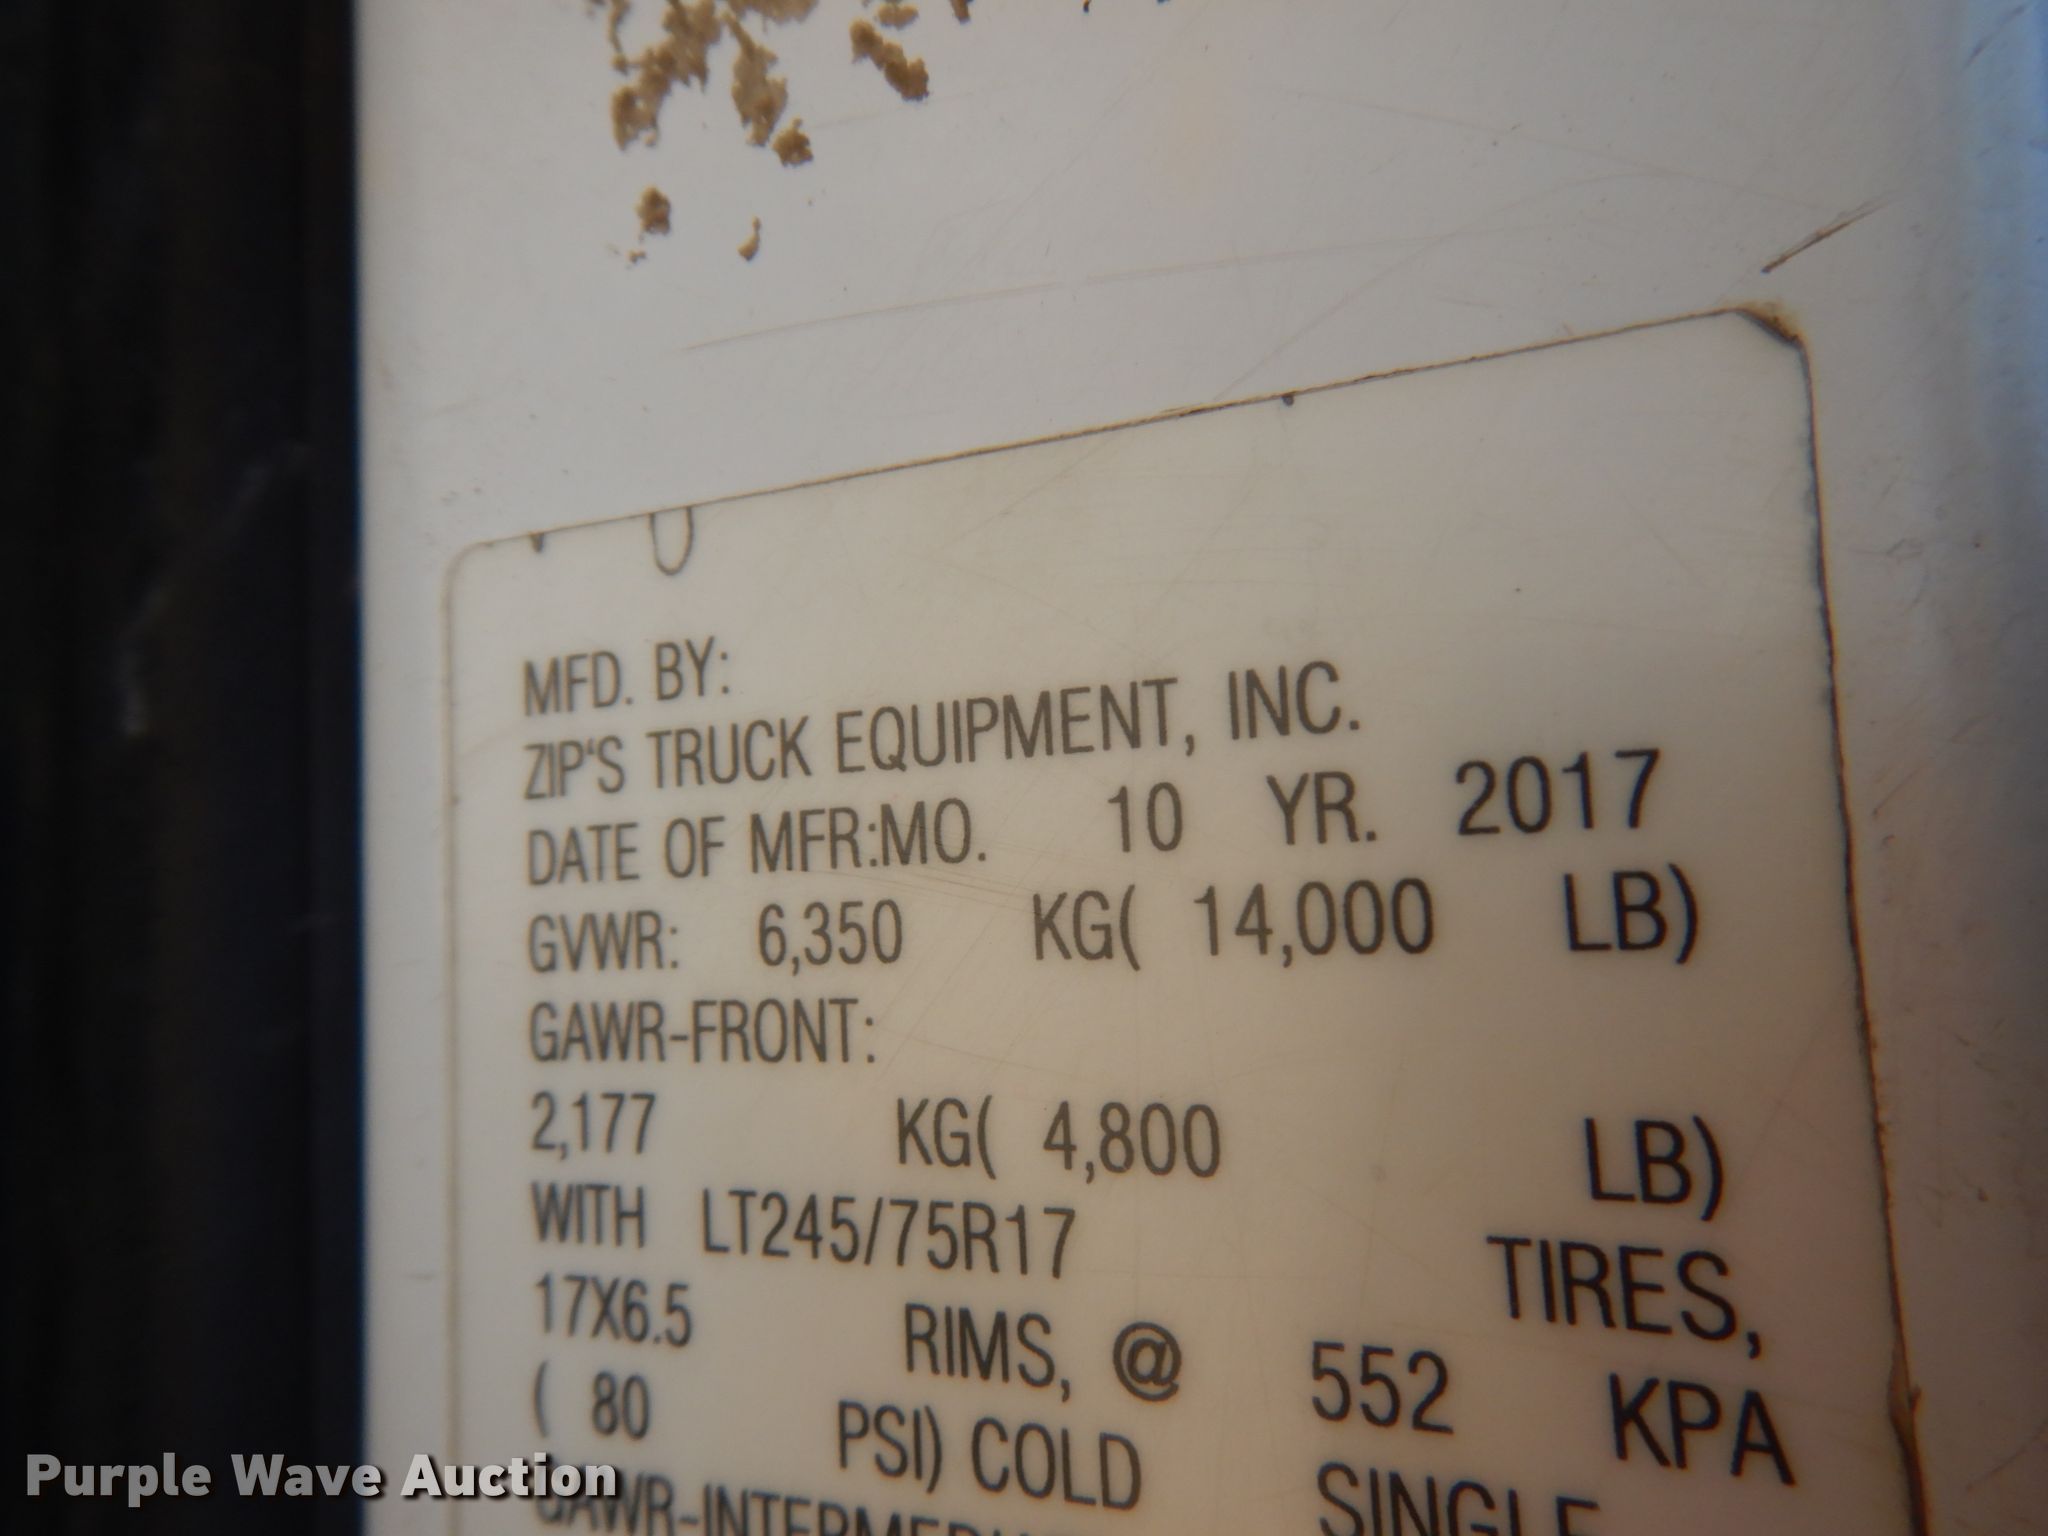 MFD. BY:
ZIP'S TRUCK EQUIPMENT, INC.
DATE OF MFR:MO. 10 YR. 2017
GVWR: 6,350 KG( 14,000 LB)
GAWR-FRONT:
2,177 KG( 4,800 LB)
WITH LT245/75R17 TIRES,
17X6.5 RIMS, @ 552 KPA
( 80 PSI) COLD SINGLE
Purple Wave Auction